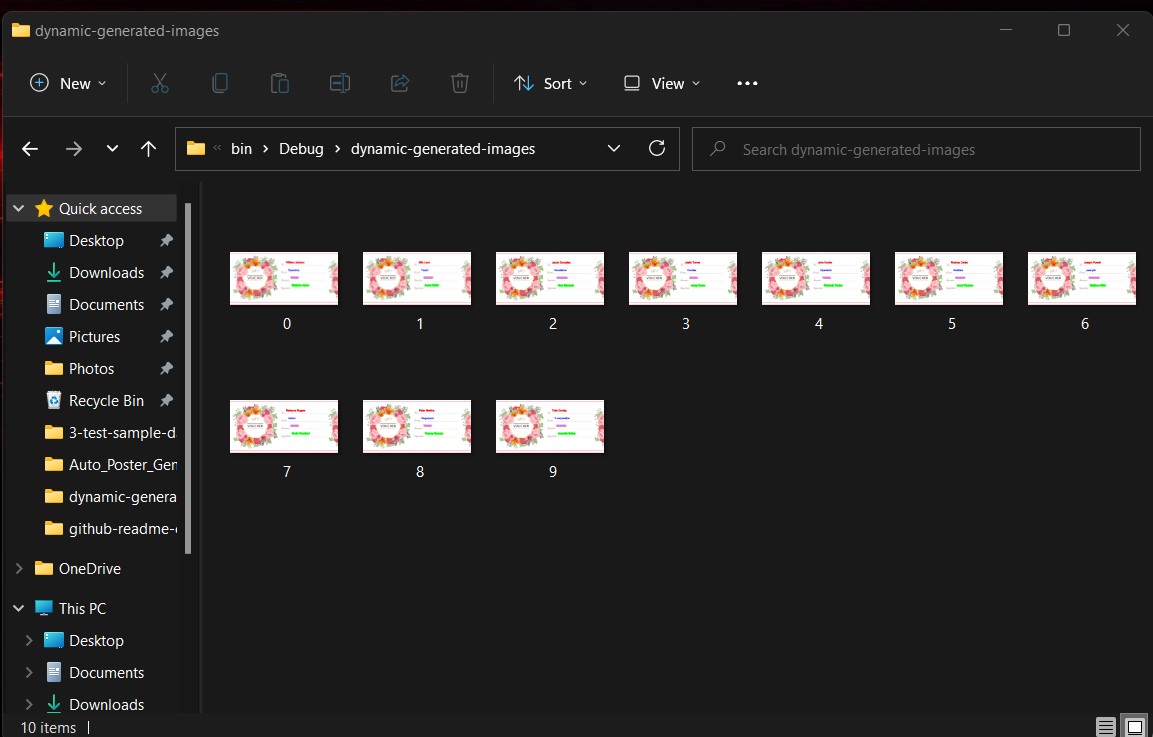 dynamic-generated-images
New
Sort
View
bin > Debug > dynamic-generated-images
Search dynamic-generated-images
Quick access
Desktop
Downloads
Documents
Pictures
Photos
Recycle Bin
3-test-sample-d
Auto_Poster_Gen
dynamic-genera
github-readme-
OneDrive
This PC
Desktop
Documents
Downloads
VOUCHER
0
1
2
3
4
5
6
7
8
9
10 items